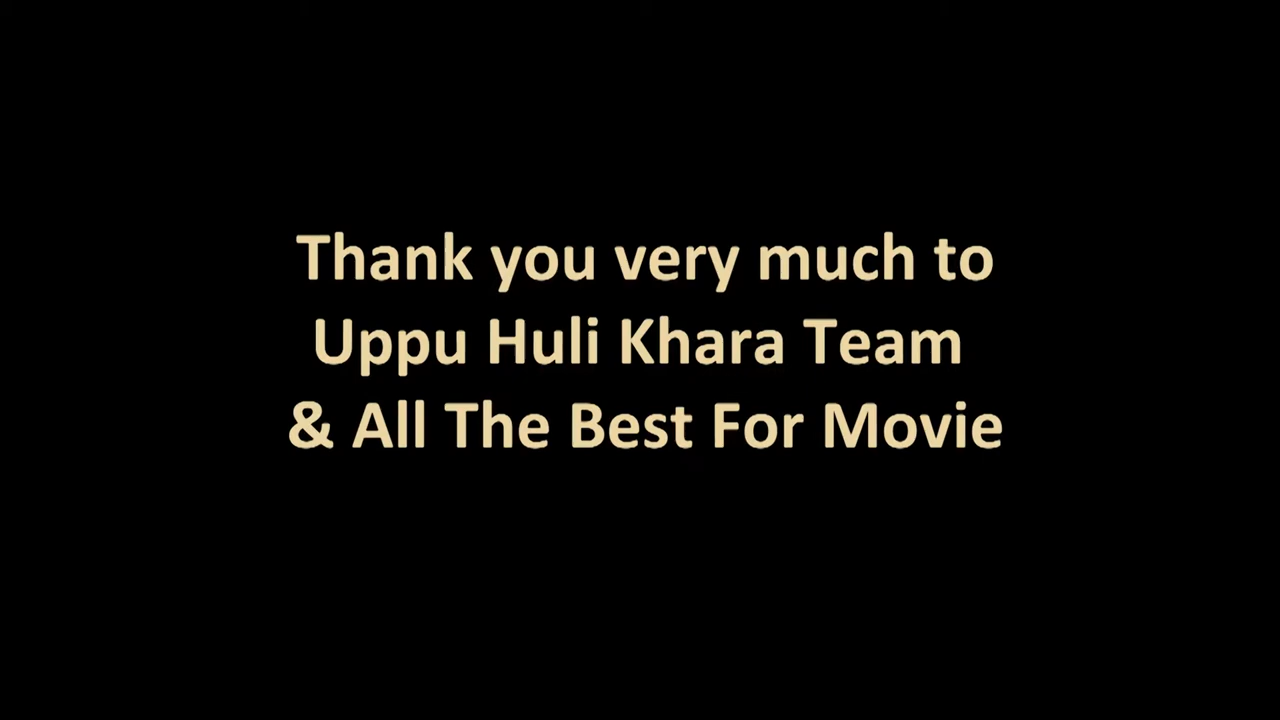 Thank you very much to
Uppu Huli Khara Team
& All The Best For Movie